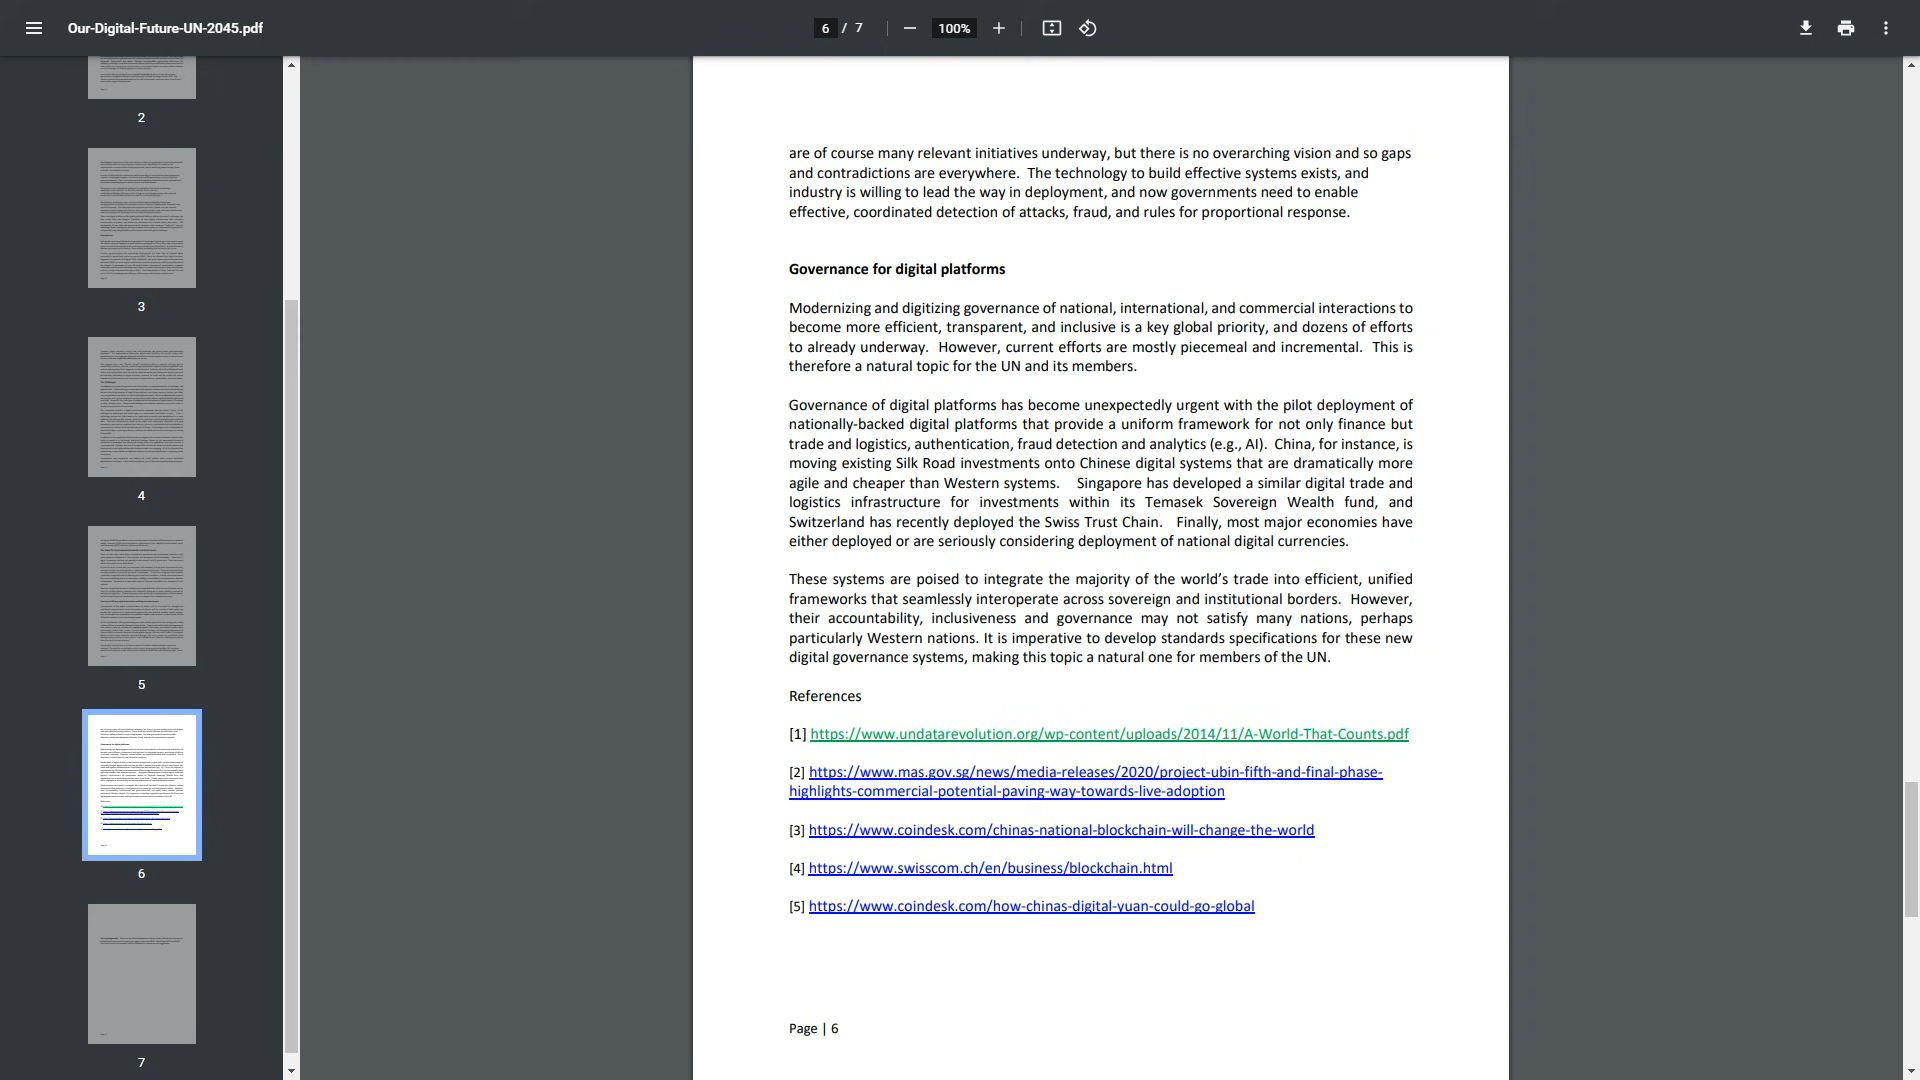 Our-Digital-Future-UN-2045.pdf
6 / 7
100%
2
3
4
5
6
7
are of course many relevant initiatives underway, but there is no overarching vision and so gaps
and contradictions are everywhere. The technology to build effective systems exists, and
industry is willing to lead the way in deployment, and now governments need to enable
effective, coordinated detection of attacks, fraud, and rules for proportional response.
Governance for digital platforms
Modernizing and digitizing governance of national, international, and commercial interactions to
become more efficient, transparent, and inclusive is a key global priority, and dozens of efforts
to already underway. However, current efforts are mostly piecemeal and incremental. This is
therefore a natural topic for the UN and its members.
Governance of digital platforms has become unexpectedly urgent with the pilot deployment of
nationally-backed digital platforms that provide a uniform framework for not only finance but
trade and logistics, authentication, fraud detection and analytics (e.g., AI). China, for instance, is
moving existing Silk Road investments onto Chinese digital systems that are dramatically more
agile and cheaper than Western systems. Singapore has developed a similar digital trade and
logistics infrastructure for investments within its Temasek Sovereign Wealth fund, and
Switzerland has recently deployed the Swiss Trust Chain. Finally, most major economies have
either deployed or are seriously considering deployment of national digital currencies.
These systems are poised to integrate the majority of the world's trade into efficient, unified
frameworks that seamlessly interoperate across sovereign and institutional borders. However,
their accountability, inclusiveness and governance may not satisfy many nations, perhaps
particularly Western nations. It is imperative to develop standards specifications for these new
digital governance systems, making this topic a natural one for members of the UN.
References
[1] https://www.undatarevolution.org/wp-content/uploads/2014/11/A-World-That-Counts.pdf
[2] https://www.mas.gov.sg/news/media-releases/2020/project-ubin-fifth-and-final-phase-
highlights-commercial-potential-paving-way-towards-live-adoption
[3] https://www.coindesk.com/chinas-national-blockchain-will-change-the-world
[4] https://www.swisscom.ch/en/business/blockchain.html
[5] https://www.coindesk.com/how-chinas-digital-yuan-could-go-global
Page | 6